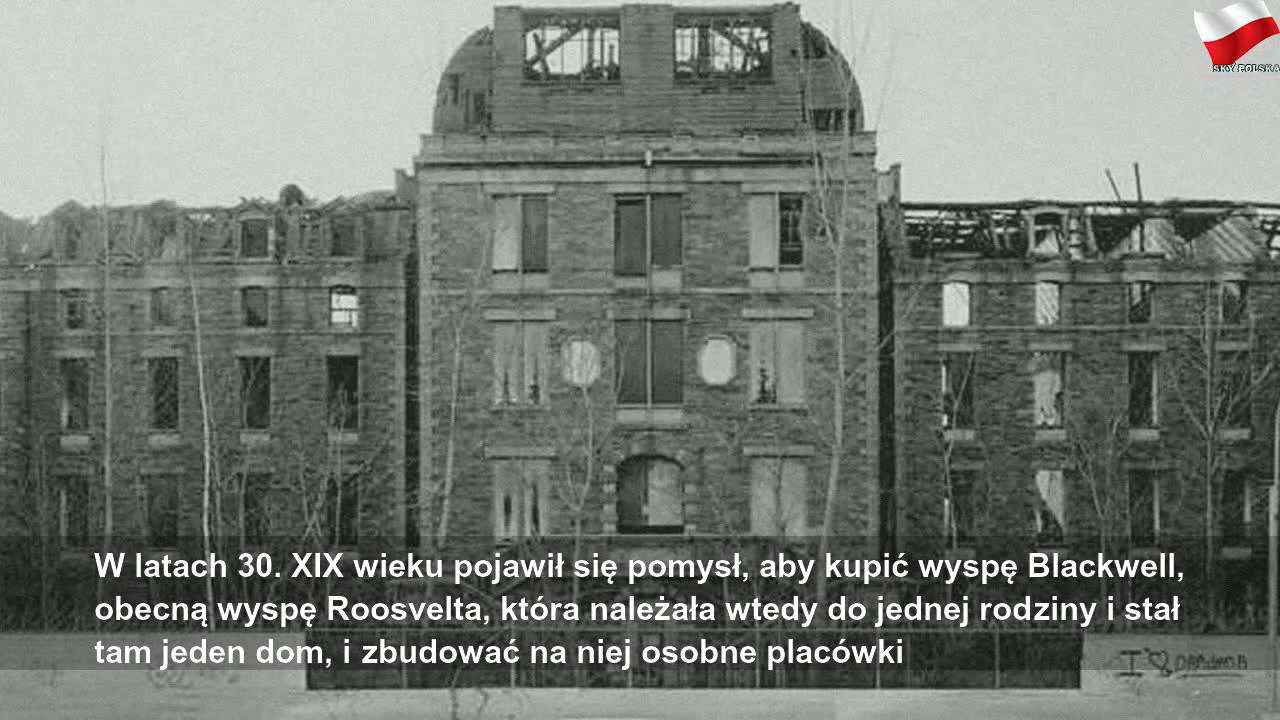 SKY POLSKA
W latach 30. XIX wieku pojawił się pomysł, aby kupić wyspę Blackwell,
obecną wyspę Roosvelta, która należała wtedy do jednej rodziny i stał
tam jeden dom, i zbudować na niej osobne placówki